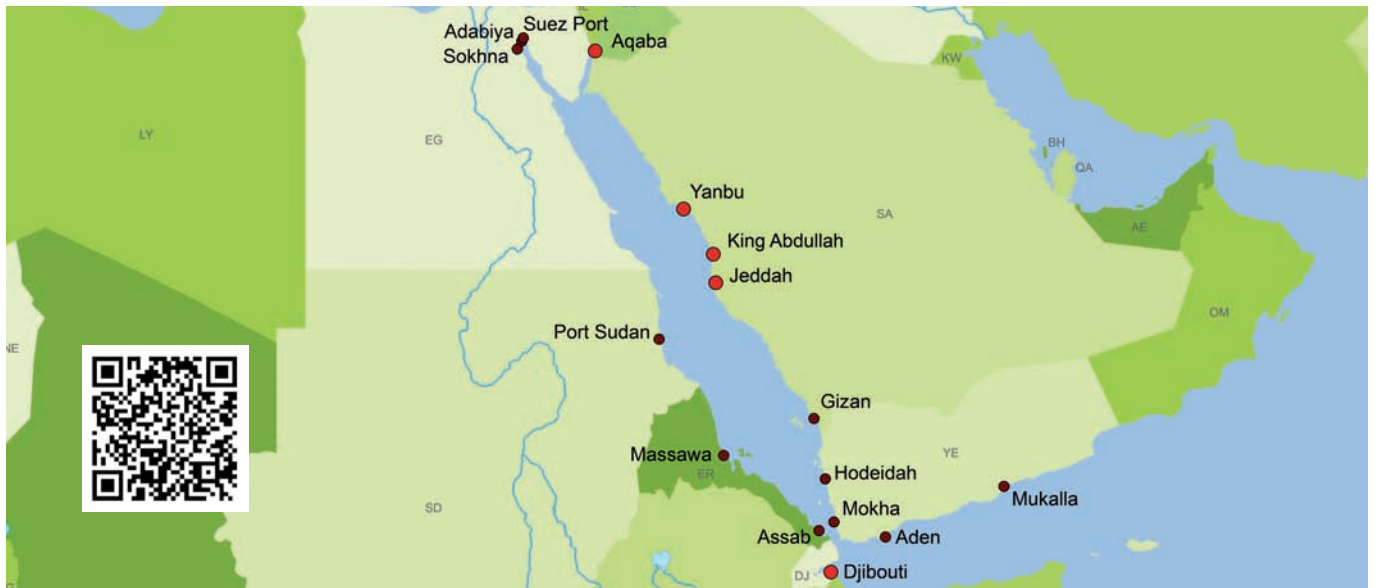 Suez Port
Adabiya
Sokhna
Aqaba
KW
LY
EG
BH
QA
Yanbu
SA
AE
King Abdullah
Jeddah
OM
Port Sudan
NE
Gizan
Massawa
ER
YE
Hodeidah
Mukalla
SD
Mokha
Assab
Aden
DJ
Djibouti